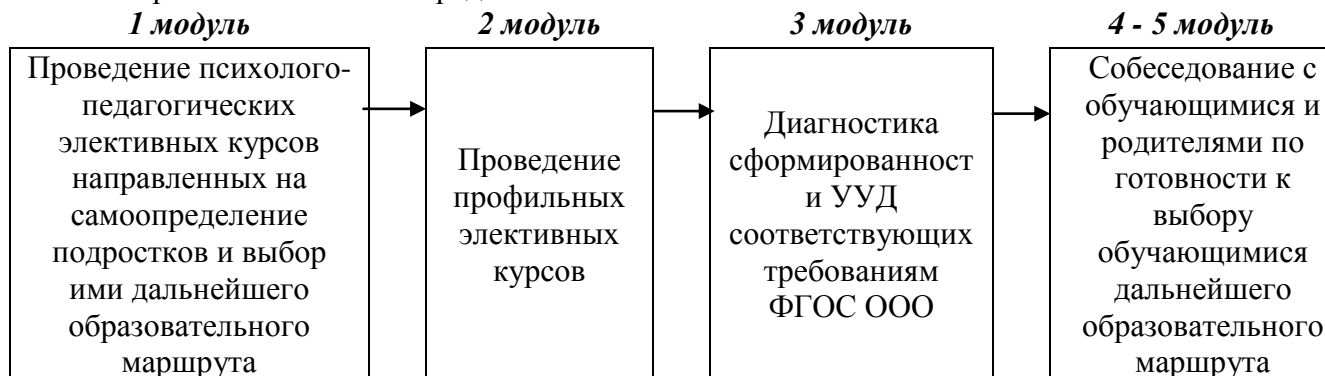 1 модуль
Проведение психолого-
педагогических
элективных курсов
направленных на
самоопределение
подростков и выбор
ими дальнейшего
образовательного
маршрута
2 модуль
Проведение
профильных
элективных
курсов
3 модуль
Диагностика
сформированност
и УУД
соответствующих
требованиям
ФГОС ООО
4 - 5 модуль
Собеседование с
обучающимися и
родителями по
готовности к
выбору
обучающимися
дальнейшего
образовательного
маршрута